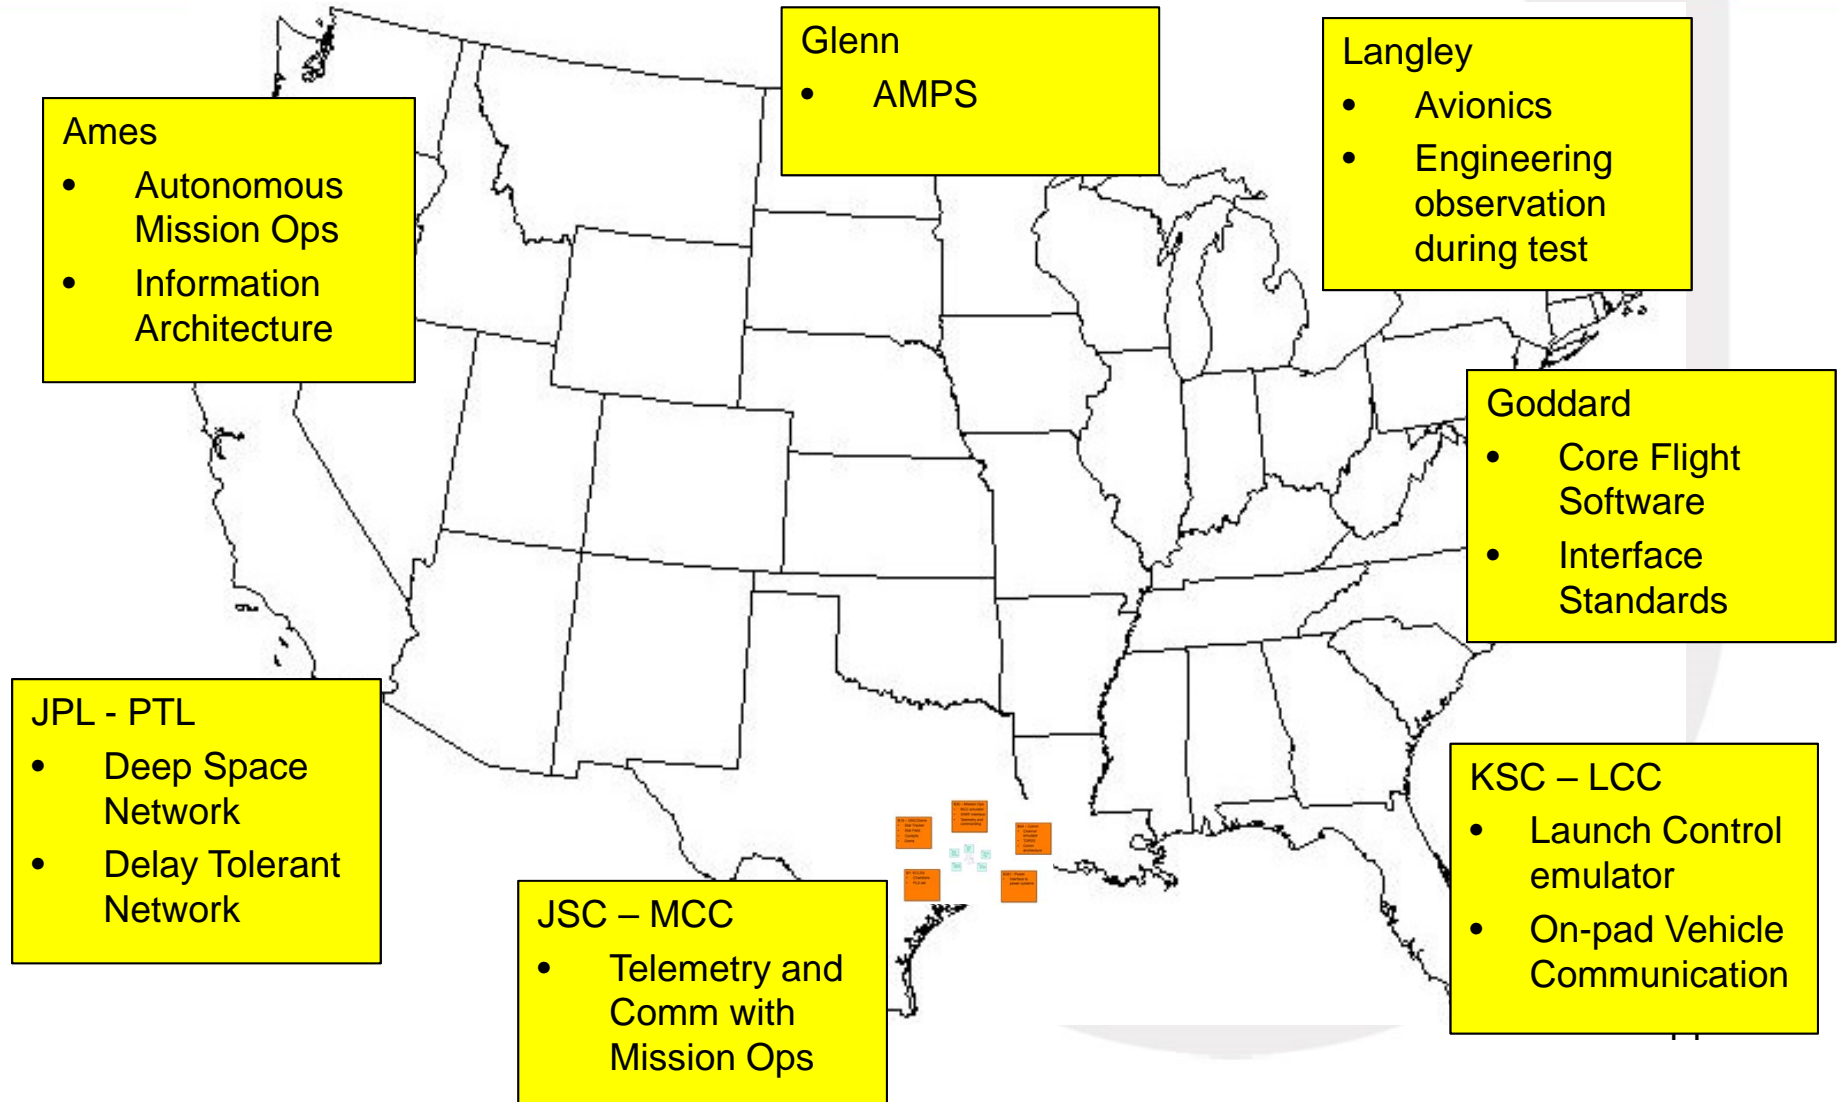 Glenn
• AMPS
Langley
• Avionics
• Engineering
observation
during test
Ames
• Autonomous
Mission Ops
• Information
Architecture
Goddard
• Core Flight
Software
• Interface
Standards
JPL - PTL
• Deep Space
Network
• Delay Tolerant
Network
JSC – MCC
• Telemetry and
Comm with
Mission Ops
KSC – LCC
• Launch Control
emulator
• On-pad Vehicle
Communication